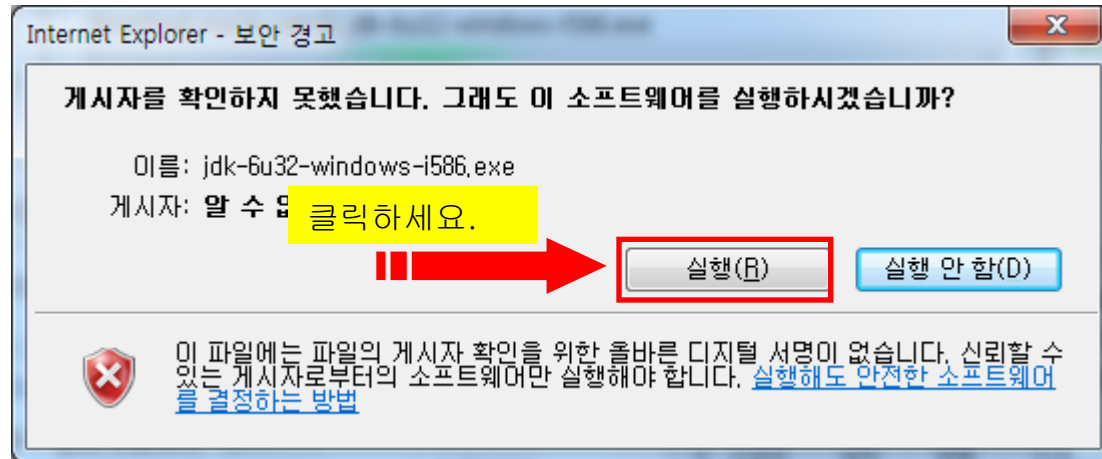 Internet Explorer - 보안 경고
게시자를 확인하지 못했습니다. 그래도 이 소프트웨어를 실행하시겠습니까?
이름: jdk-6u32-windows-i586.exe
게시자: 알 수
클릭하세요.
실행(R)
실행 안 함(D)
이 파일에는 파일의 게시자 확인을 위한 올바른 디지털 서명이 없습니다. 신뢰할 수
있는 게시자로부터의 소프트웨어만 실행해야 합니다. 실행해도 안전한 소프트웨어
를 결정하는 방법